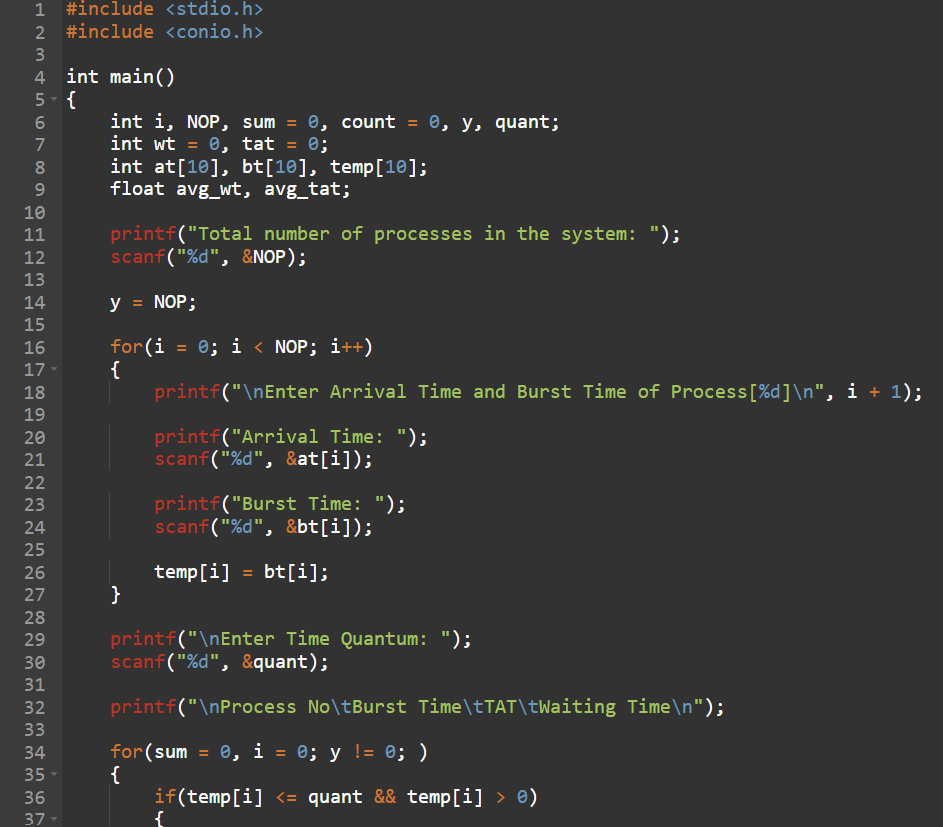 1 #include <stdio.h>
2 #include <conio.h>
3
4 int main()
5 {
6 int i, NOP, sum = 0, count = 0, y, quant;
7 int wt = 0, tat = 0;
8 int at[10], bt[10], temp[10];
9 float avg_wt, avg_tat;
10
11 printf("Total number of processes in the system: ");
12 scanf("%d", &NOP);
13
14 y = NOP;
15
16 for(i = 0; i < NOP; i++)
17 {
18 printf("\nEnter Arrival Time and Burst Time of Process[%d]\n", i + 1);
19
20 printf("Arrival Time: ");
21 scanf("%d", &at[i]);
22
23 printf("Burst Time: ");
24 scanf("%d", &bt[i]);
25
26 temp[i] = bt[i];
27 }
28
29 printf("\nEnter Time Quantum: ");
30 scanf("%d", &quant);
31
32 printf("\nProcess No\tBurst Time\tTAT\tWaiting Time\n");
33
34 for(sum = 0, i = 0; y != 0; )
35 {
36 if(temp[i] <= quant && temp[i] > 0)
37 {